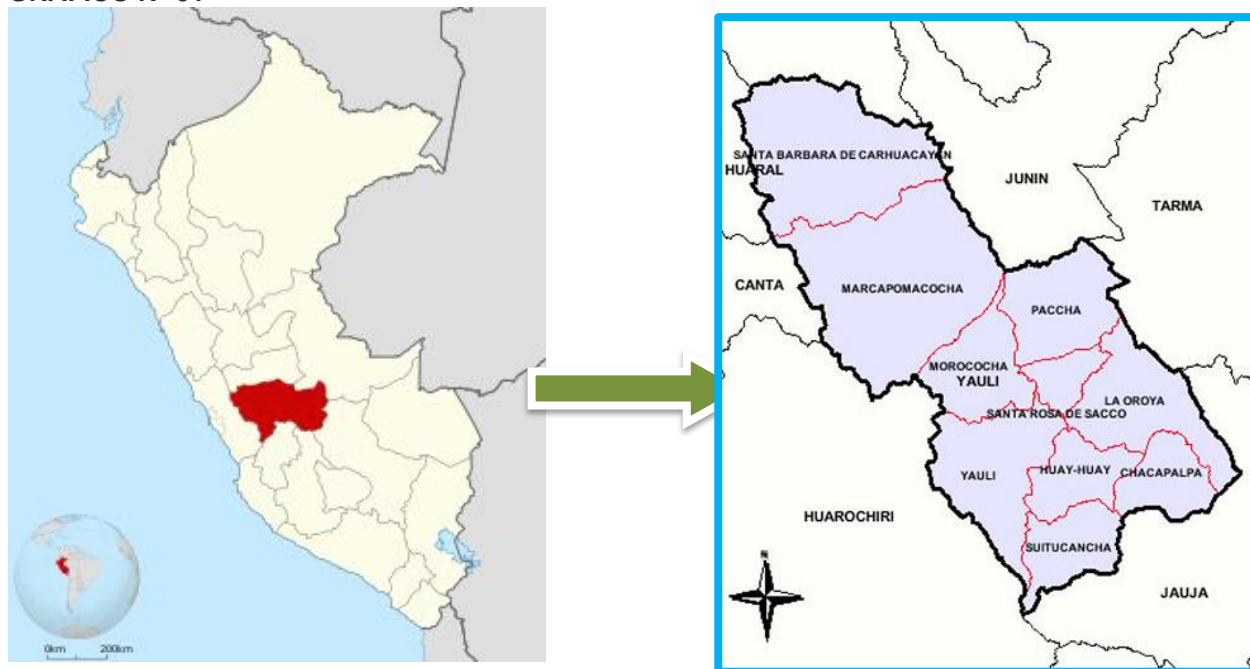 0km 200km
SANTA BARBARA DE CARHUACAYAN
HUARAL
JUNIN
TARMA
CANTA
MARCAPOMACOCHA
PACCHA
MOROCOCHA
YAULI
LA OROYA
SANTA ROSA DE SACCO
YAULI
HUAY-HUAY
CHACAPALPA
HUAROCHIRI
SUITUCANCHA
N
JAUJA